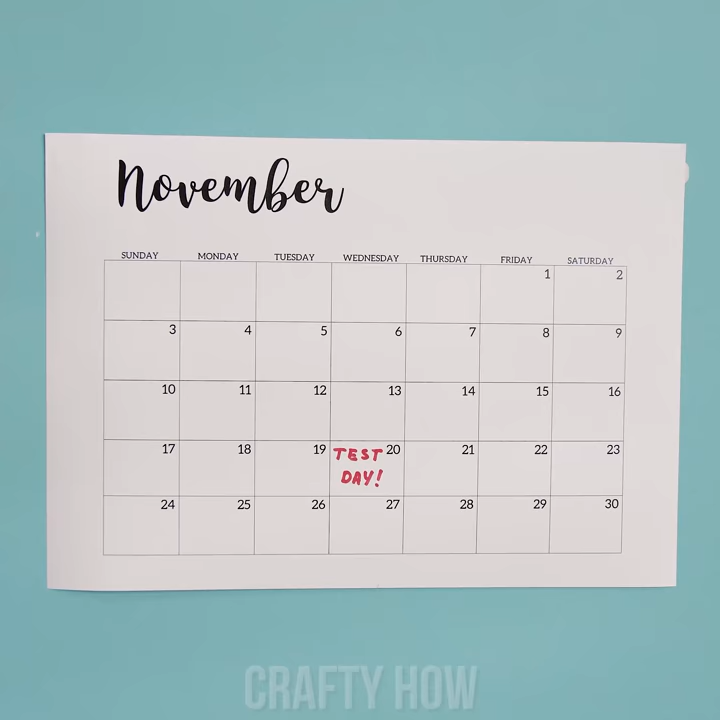 November
SUNDAY MONDAY TUESDAY WEDNESDAY THURSDAY FRIDAY SATURDAY
1 2
3 4 5 6 7 8 9
10 11 12 13 14 15 16
17 18 19 TEST 20 21 22 23
DAY!
24 25 26 27 28 29 30
CRAFTY HOW